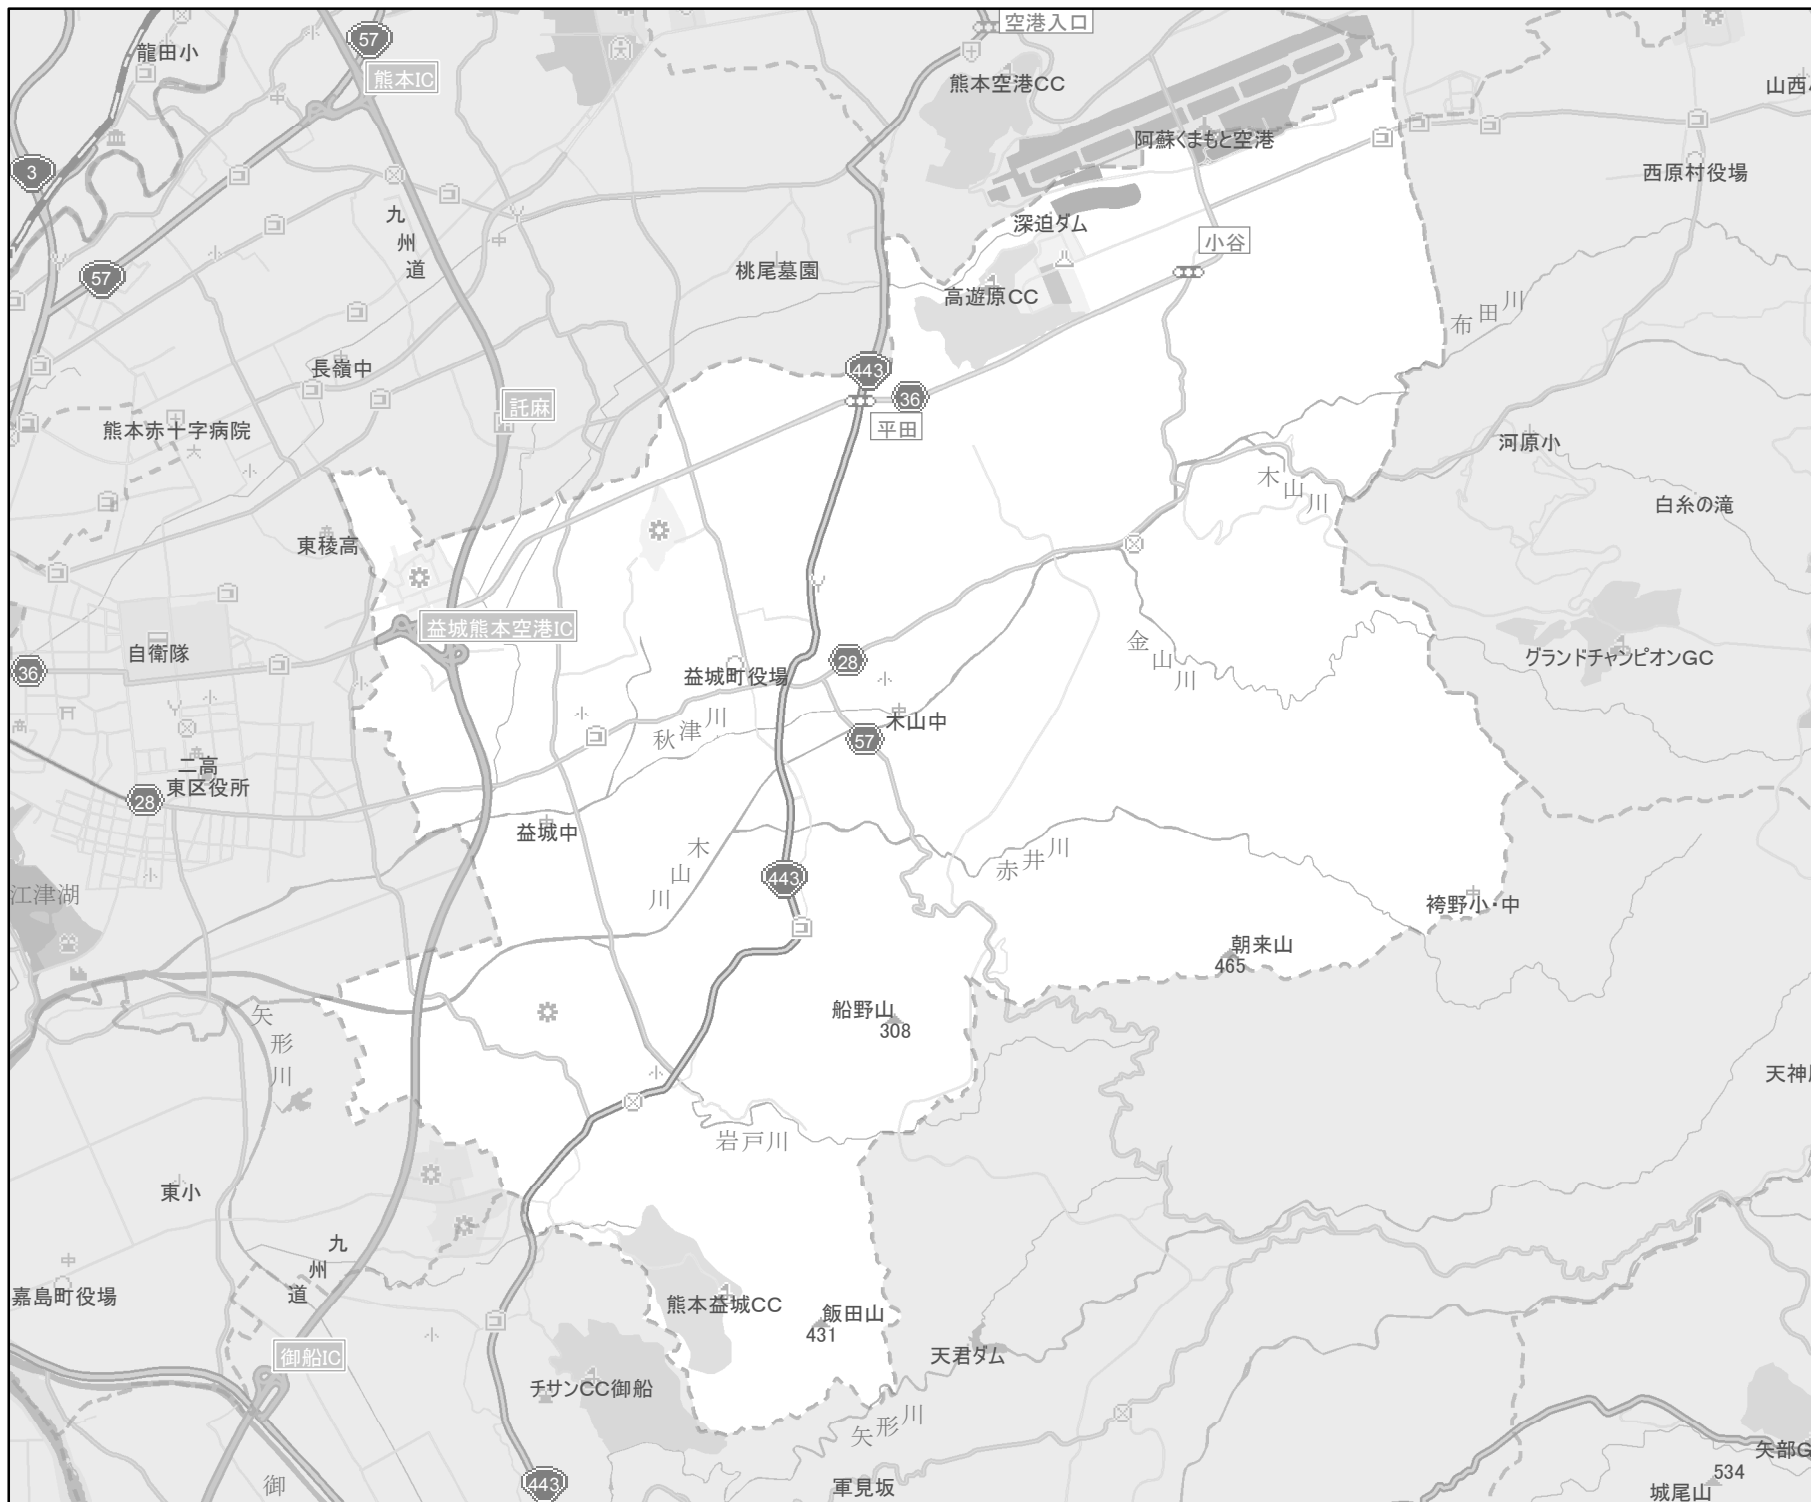 空港入口
57
龍田小
熊本IC
熊本空港CC
山西
阿蘇くまもと空港
3
西原村役場
九州道
深迫ダム
小谷
57
桃尾墓園
高遊原CC
布田川
長嶺中
443
36
託麻
平田
熊本赤十字病院
河原小
木山川
白糸の滝
東稜高
益城熊本空港IC
自衛隊
金山川
グランドチャンピオンGC
36
28
益城町役場
秋津川
木山中
57
二高
東区役所
28
益城中
木山川
赤井川
443
江津湖
袴野小・中
朝来山
465
船野山
308
矢形川
天神
岩戸川
東小
九州道
嘉島町役場
熊本益城CC
飯田山
431
御船IC
天君ダム
チサンCC御船
矢形川
矢部G
534
443
御
軍見坂
城尾山